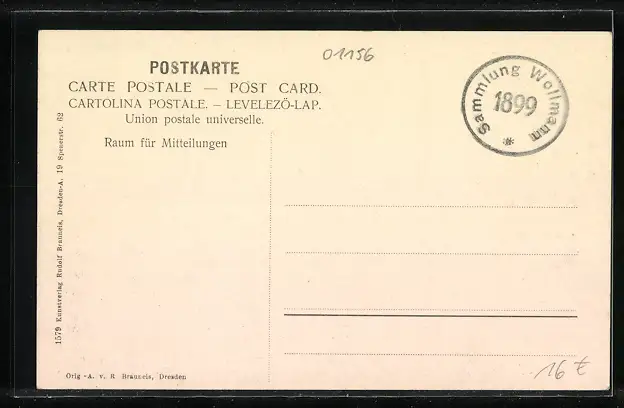 01156
POSTKARTE
CARTE POSTALE — POST CARD.
CARTOLINA POSTALE. – LEVELEZŐ-LAP.
Union postale universelle.
Raum für Mitteilungen
Sammlung Wollmann
1899
*
1579 Kunstverlag Rudolf Brauneis, Dresden-A. 19 Spenerstr. 62
Orig -A. v. R Brauneis, Dresden
16 €